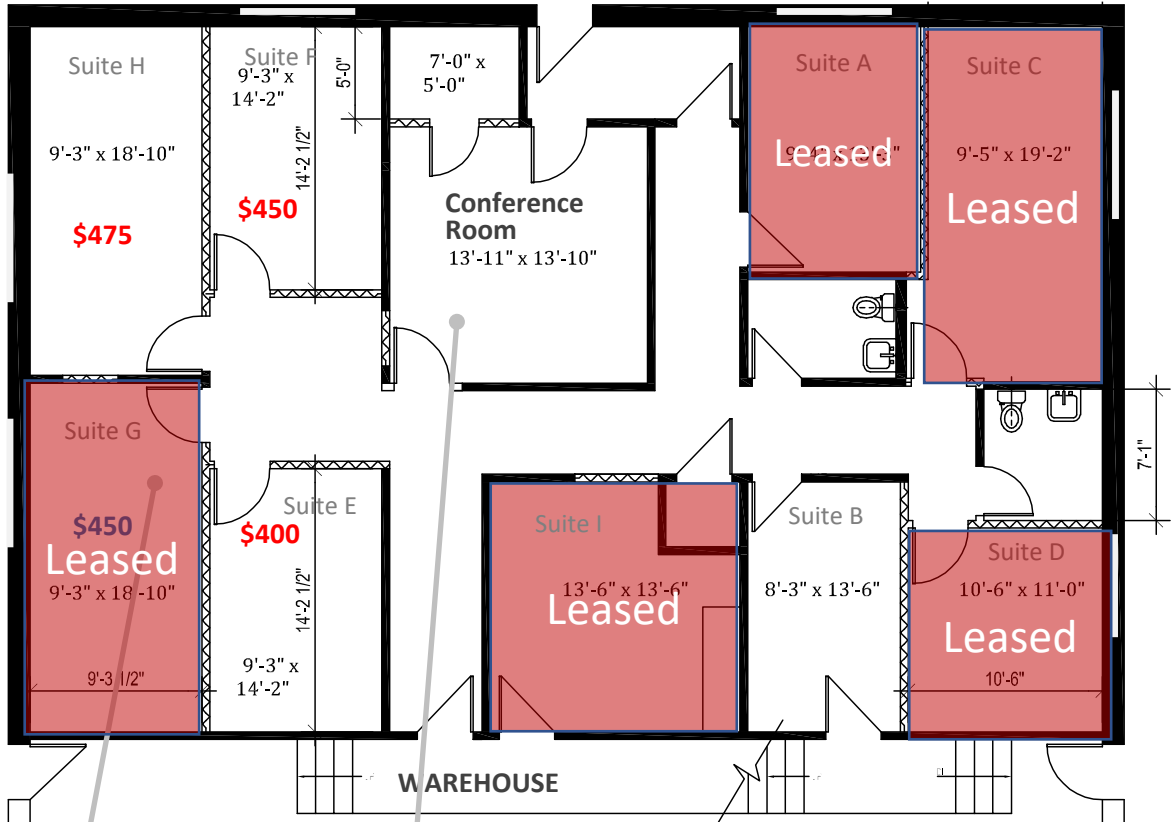 Suite H
9'-3" x 18'-10"
$475
Suite F
9'-3" x
14'-2"
$450
14'-2 1/2"
5'-0"
7'-0" x
5'-0"
Conference
Room
13'-11" x 13'-10"
Suite A
Leased
Suite C
9'-5" x 19'-2"
Leased
7'-1"
Suite G
$450
Leased
9'-3" x 18'-10"
9'-3 1/2"
Suite E
$400
14'-2 1/2"
9'-3" x
14'-2"
Suite I
13'-6" x 13'-6"
Leased
Suite B
8'-3" x 13'-6"
Suite D
10'-6" x 11'-0"
Leased
10'-6"
WAREHOUSE